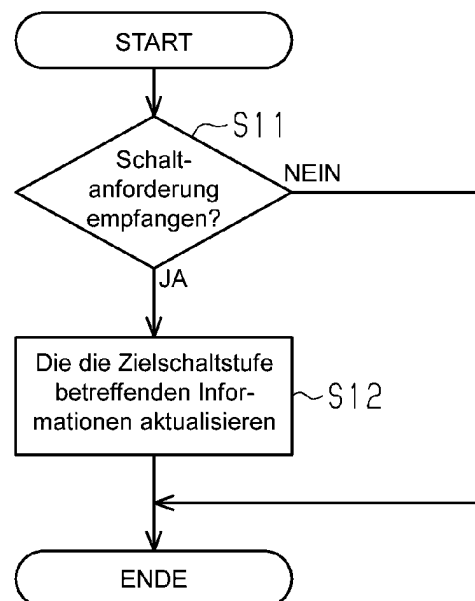 START
S11
Schalt-
anforderung
empfangen?
NEIN
JA
Die die Zielschaltstufe
betreffenden Infor-
mationen aktualisieren
S12
ENDE